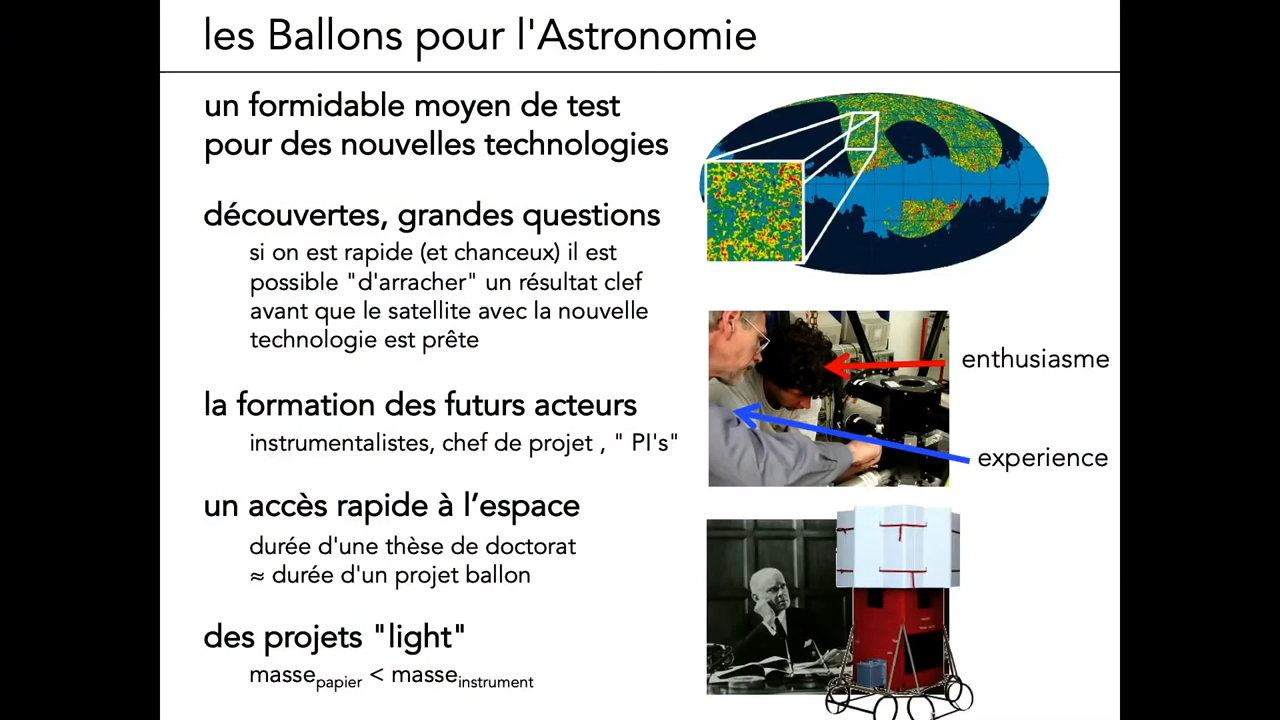 les Ballons pour l'Astronomie
un formidable moyen de test
pour des nouvelles technologies
découvertes, grandes questions
si on est rapide (et chanceux) il est
possible "d'arracher" un résultat clef
avant que le satellite avec la nouvelle
technologie est prête
la formation des futurs acteurs
instrumentalistes, chef de projet , " PI's"
un accès rapide à l’espace
durée d'une thèse de doctorat
≈ durée d'un projet ballon
des projets "light"
masse_papier < masse_instrument
enthusiasme
experience